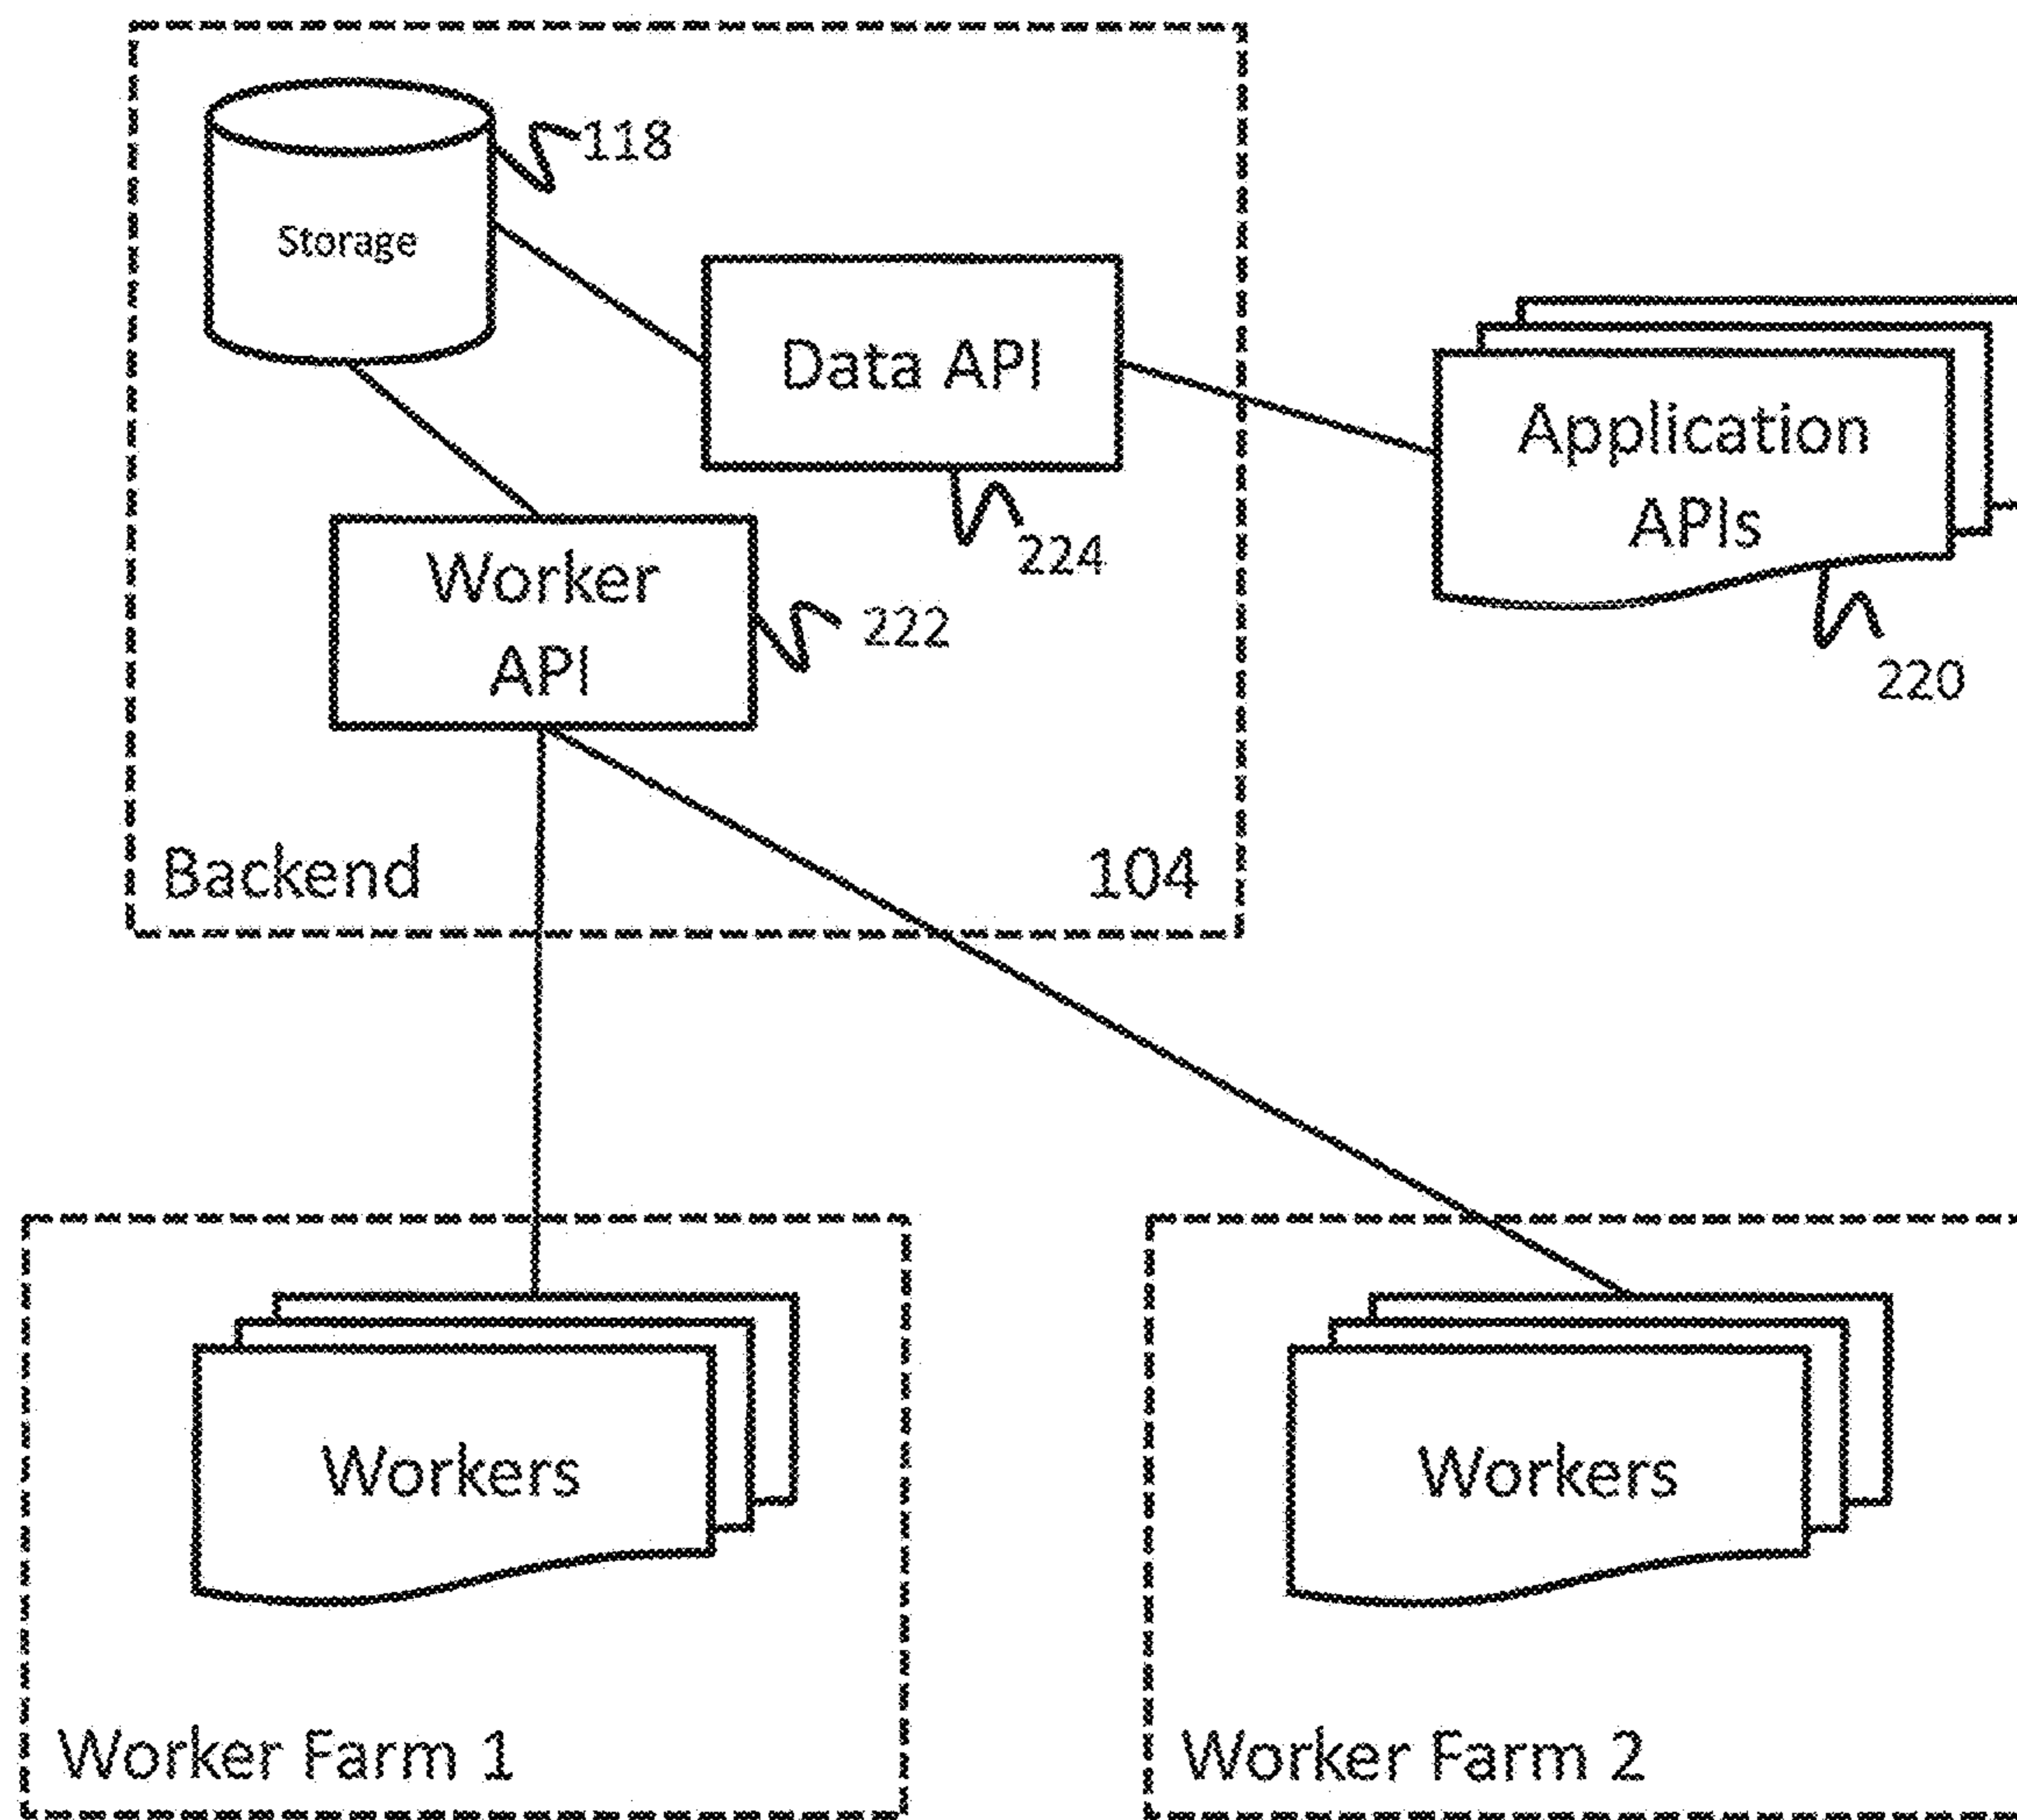 118
Storage
Data API
Application
APIs
224
Worker
API
222
220
Backend
104
Workers
Workers
Worker Farm 1
Worker Farm 2